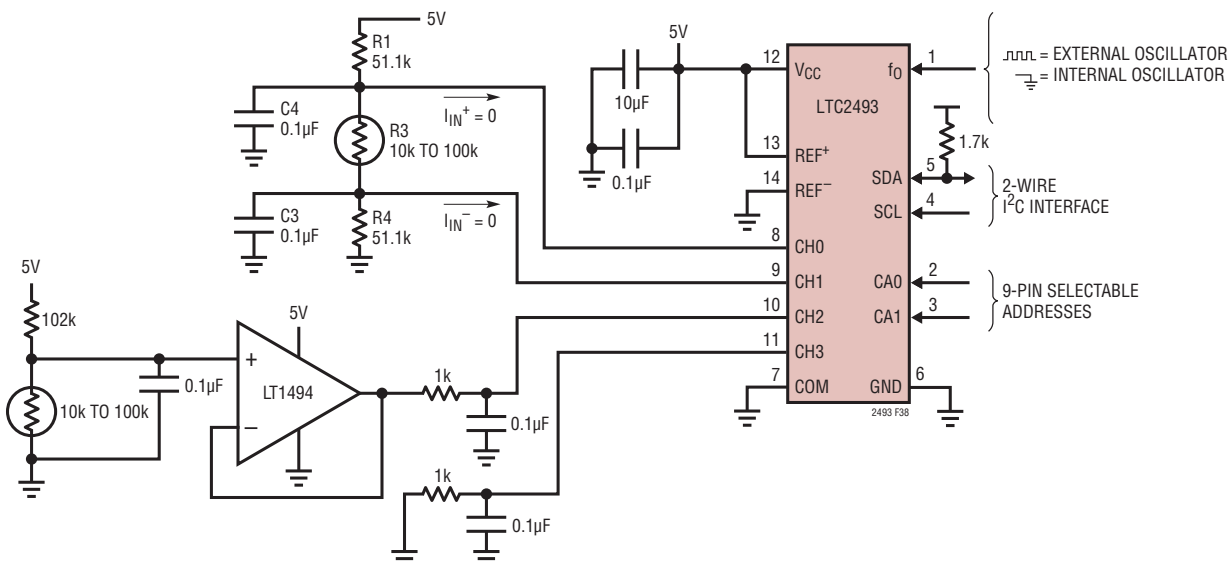 5V
R1
51.1k
C4
0.1µF
I_IN⁺ = 0
R3
10k TO 100k
C3
0.1µF
R4
51.1k
I_IN⁻ = 0
5V
10µF
0.1µF
12
V_CC
13
REF⁺
14
REF⁻
8
CH0
9
CH1
10
CH2
11
CH3
7
COM
LTC2493
1
f_O
5
SDA
4
SCL
2
CA0
3
CA1
6
GND
2493 F38
= EXTERNAL OSCILLATOR
= INTERNAL OSCILLATOR
1.7k
2-WIRE
I²C INTERFACE
9-PIN SELECTABLE
ADDRESSES
5V
102k
10k TO 100k
0.1µF
5V
+
LT1494
−
1k
0.1µF
1k
0.1µF